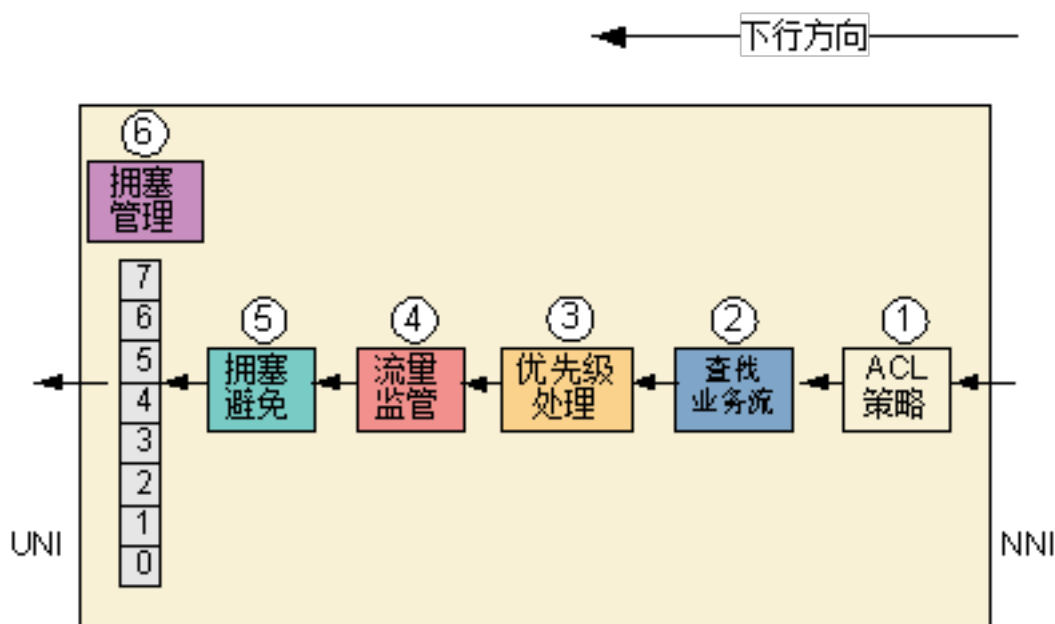 下行方向
⑥
拥塞
管理
7
6
5
4
3
2
1
0
⑤
拥塞
避免
④
流量
监管
③
优先级
处理
②
查找
业务流
①
ACL
策略
UNI
NNI